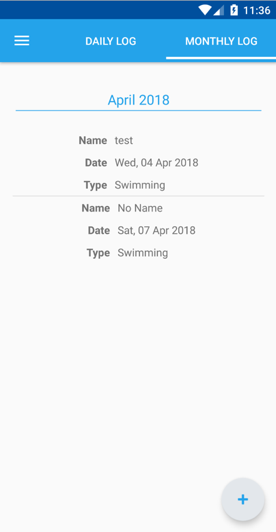 11:36
DAILY LOG MONTHLY LOG
April 2018
Name test
Date Wed, 04 Apr 2018
Type Swimming
Name No Name
Date Sat, 07 Apr 2018
Type Swimming
+